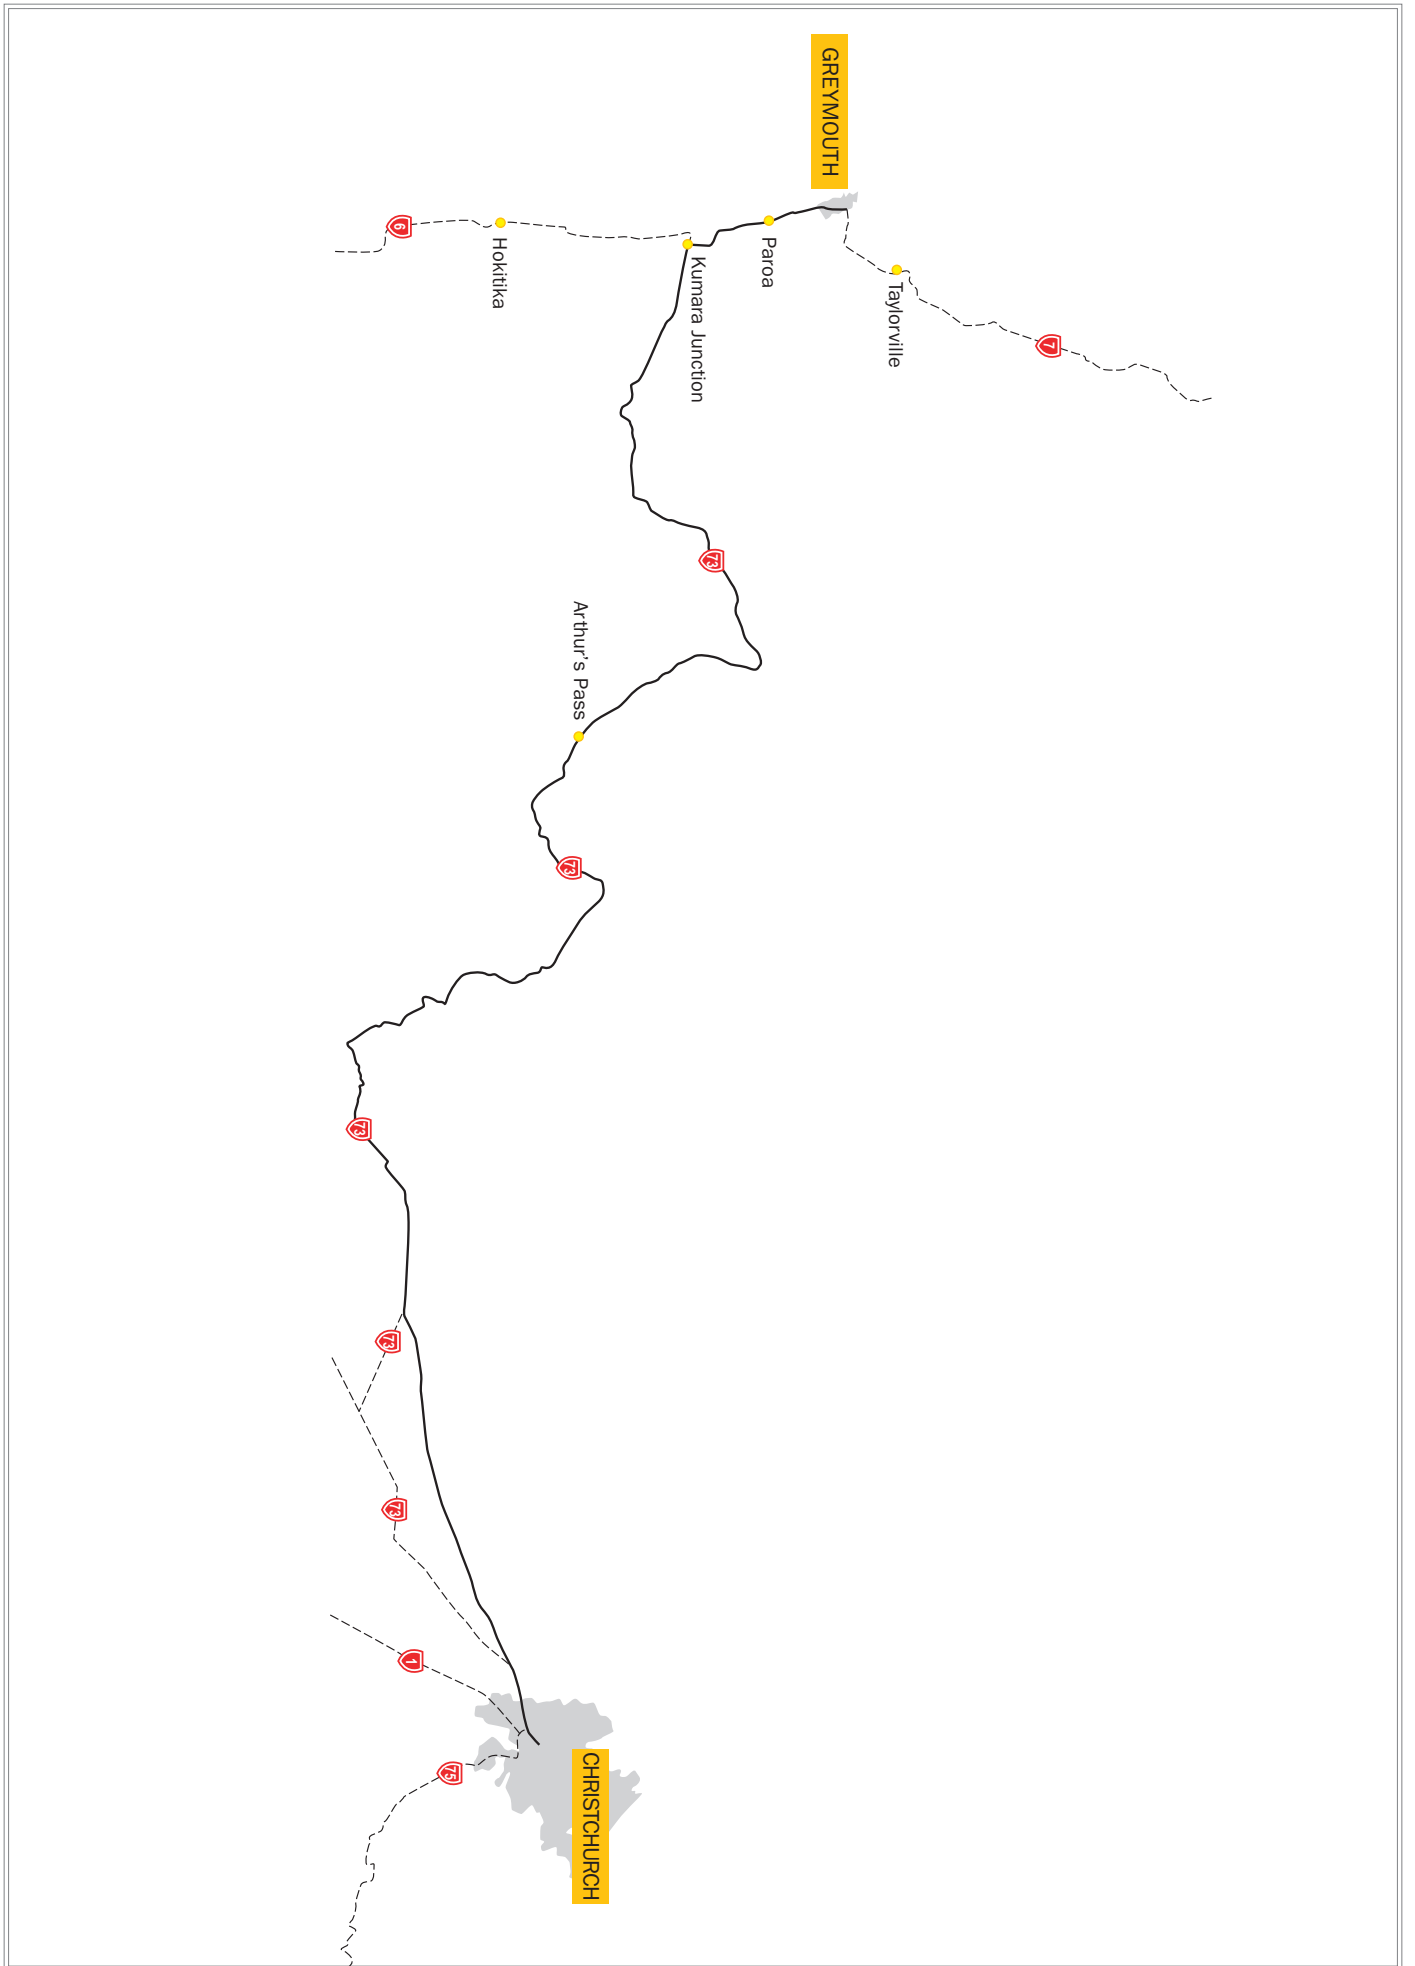 GREYMOUTH
Taylorville
7
Paroa
Kumara Junction
Hokitika
6
73
Arthur's Pass
73
73
73
73
1
75
CHRISTCHURCH